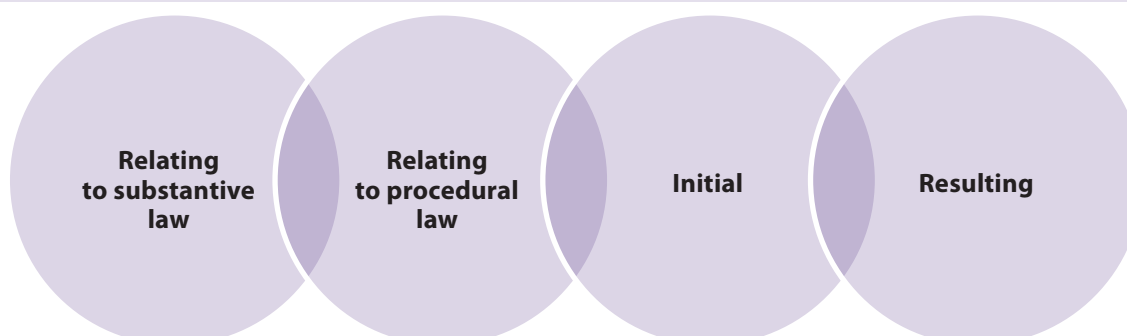 Relating
to substantive
law
Relating
to procedural
law
Initial
Resulting